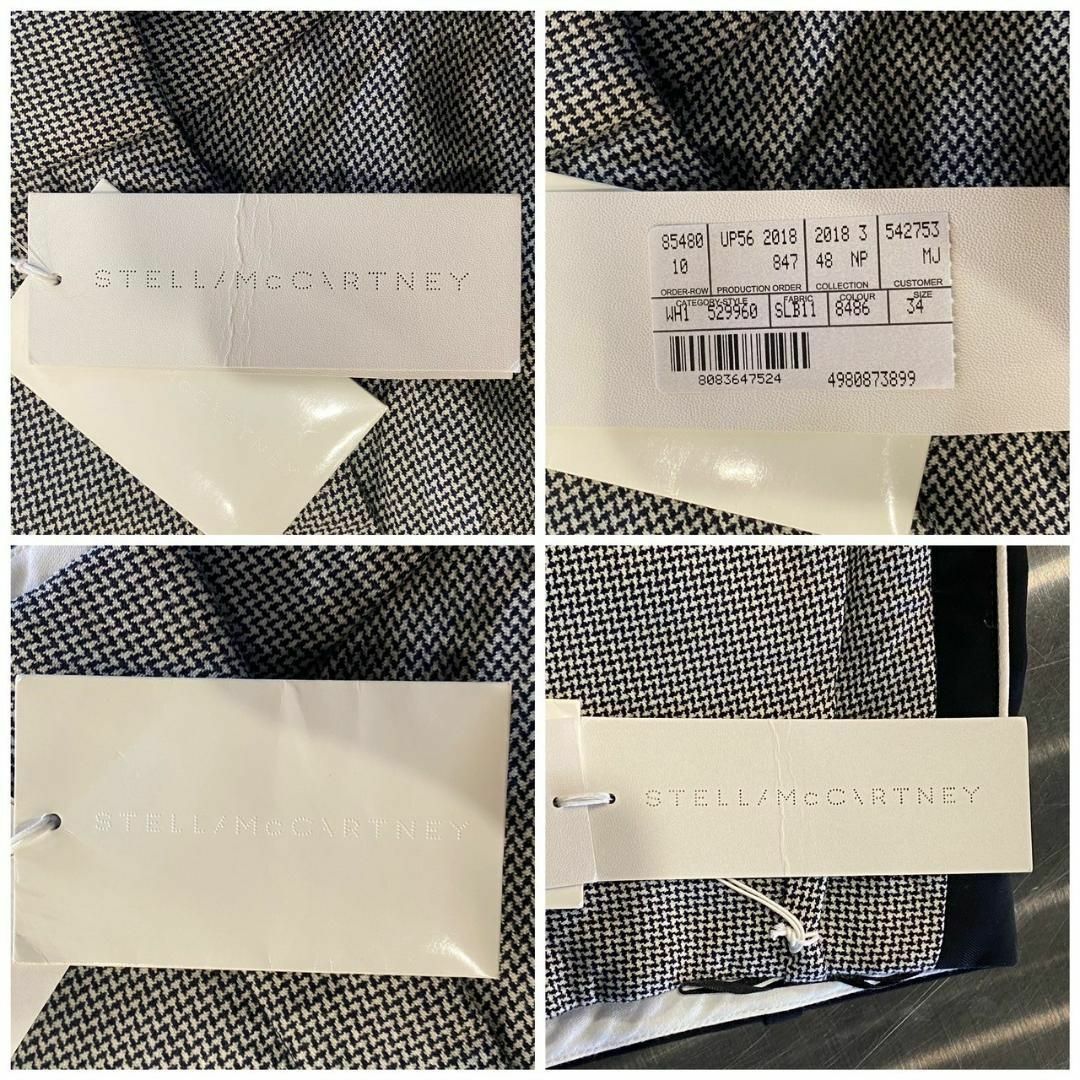 STELL/McC\RTNEY
C\RTNEY
85480 UP56 2018 2018 3 542753
10 847 48 NP MJ
ORDER-ROW PRODUCTION ORDER COLLECTION CUSTOMER
CATEGORY-STYLE FABRIC COLOUR SIZE
WH1 529960 SLB11 8486 34
8083647524 4980873899
STELL/McC\RTNEY
STELL/McC\RTNEY